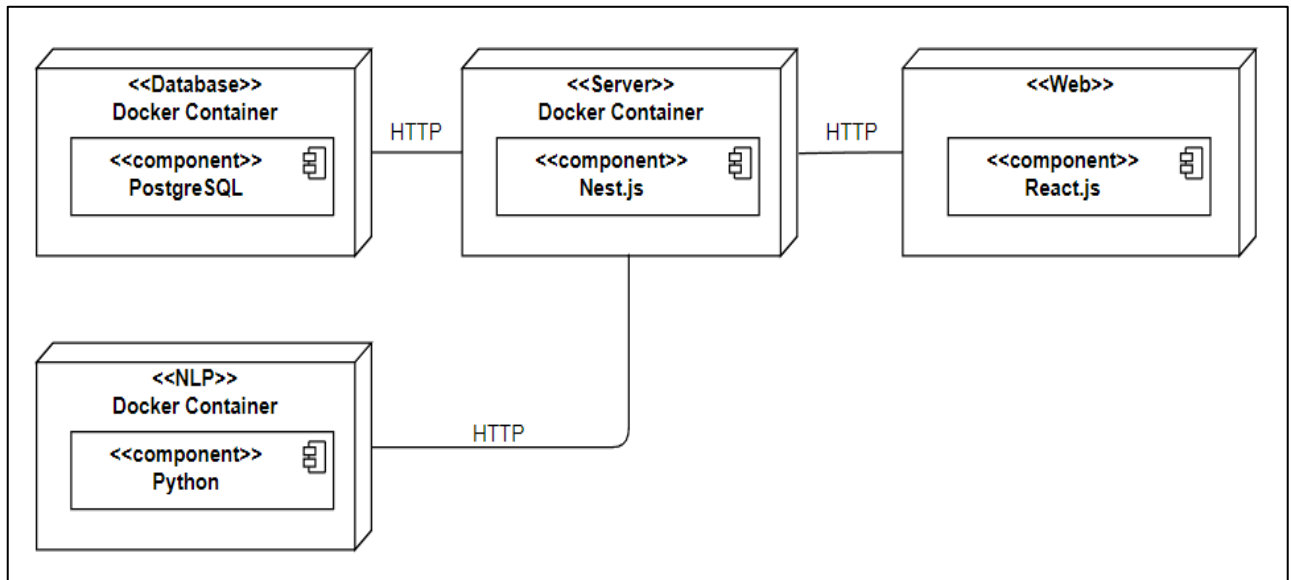 <<Database>>
Docker Container
<<component>>
PostgreSQL
HTTP
<<Server>>
Docker Container
<<component>>
Nest.js
HTTP
<<Web>>
<<component>>
React.js
<<NLP>>
Docker Container
<<component>>
Python
HTTP